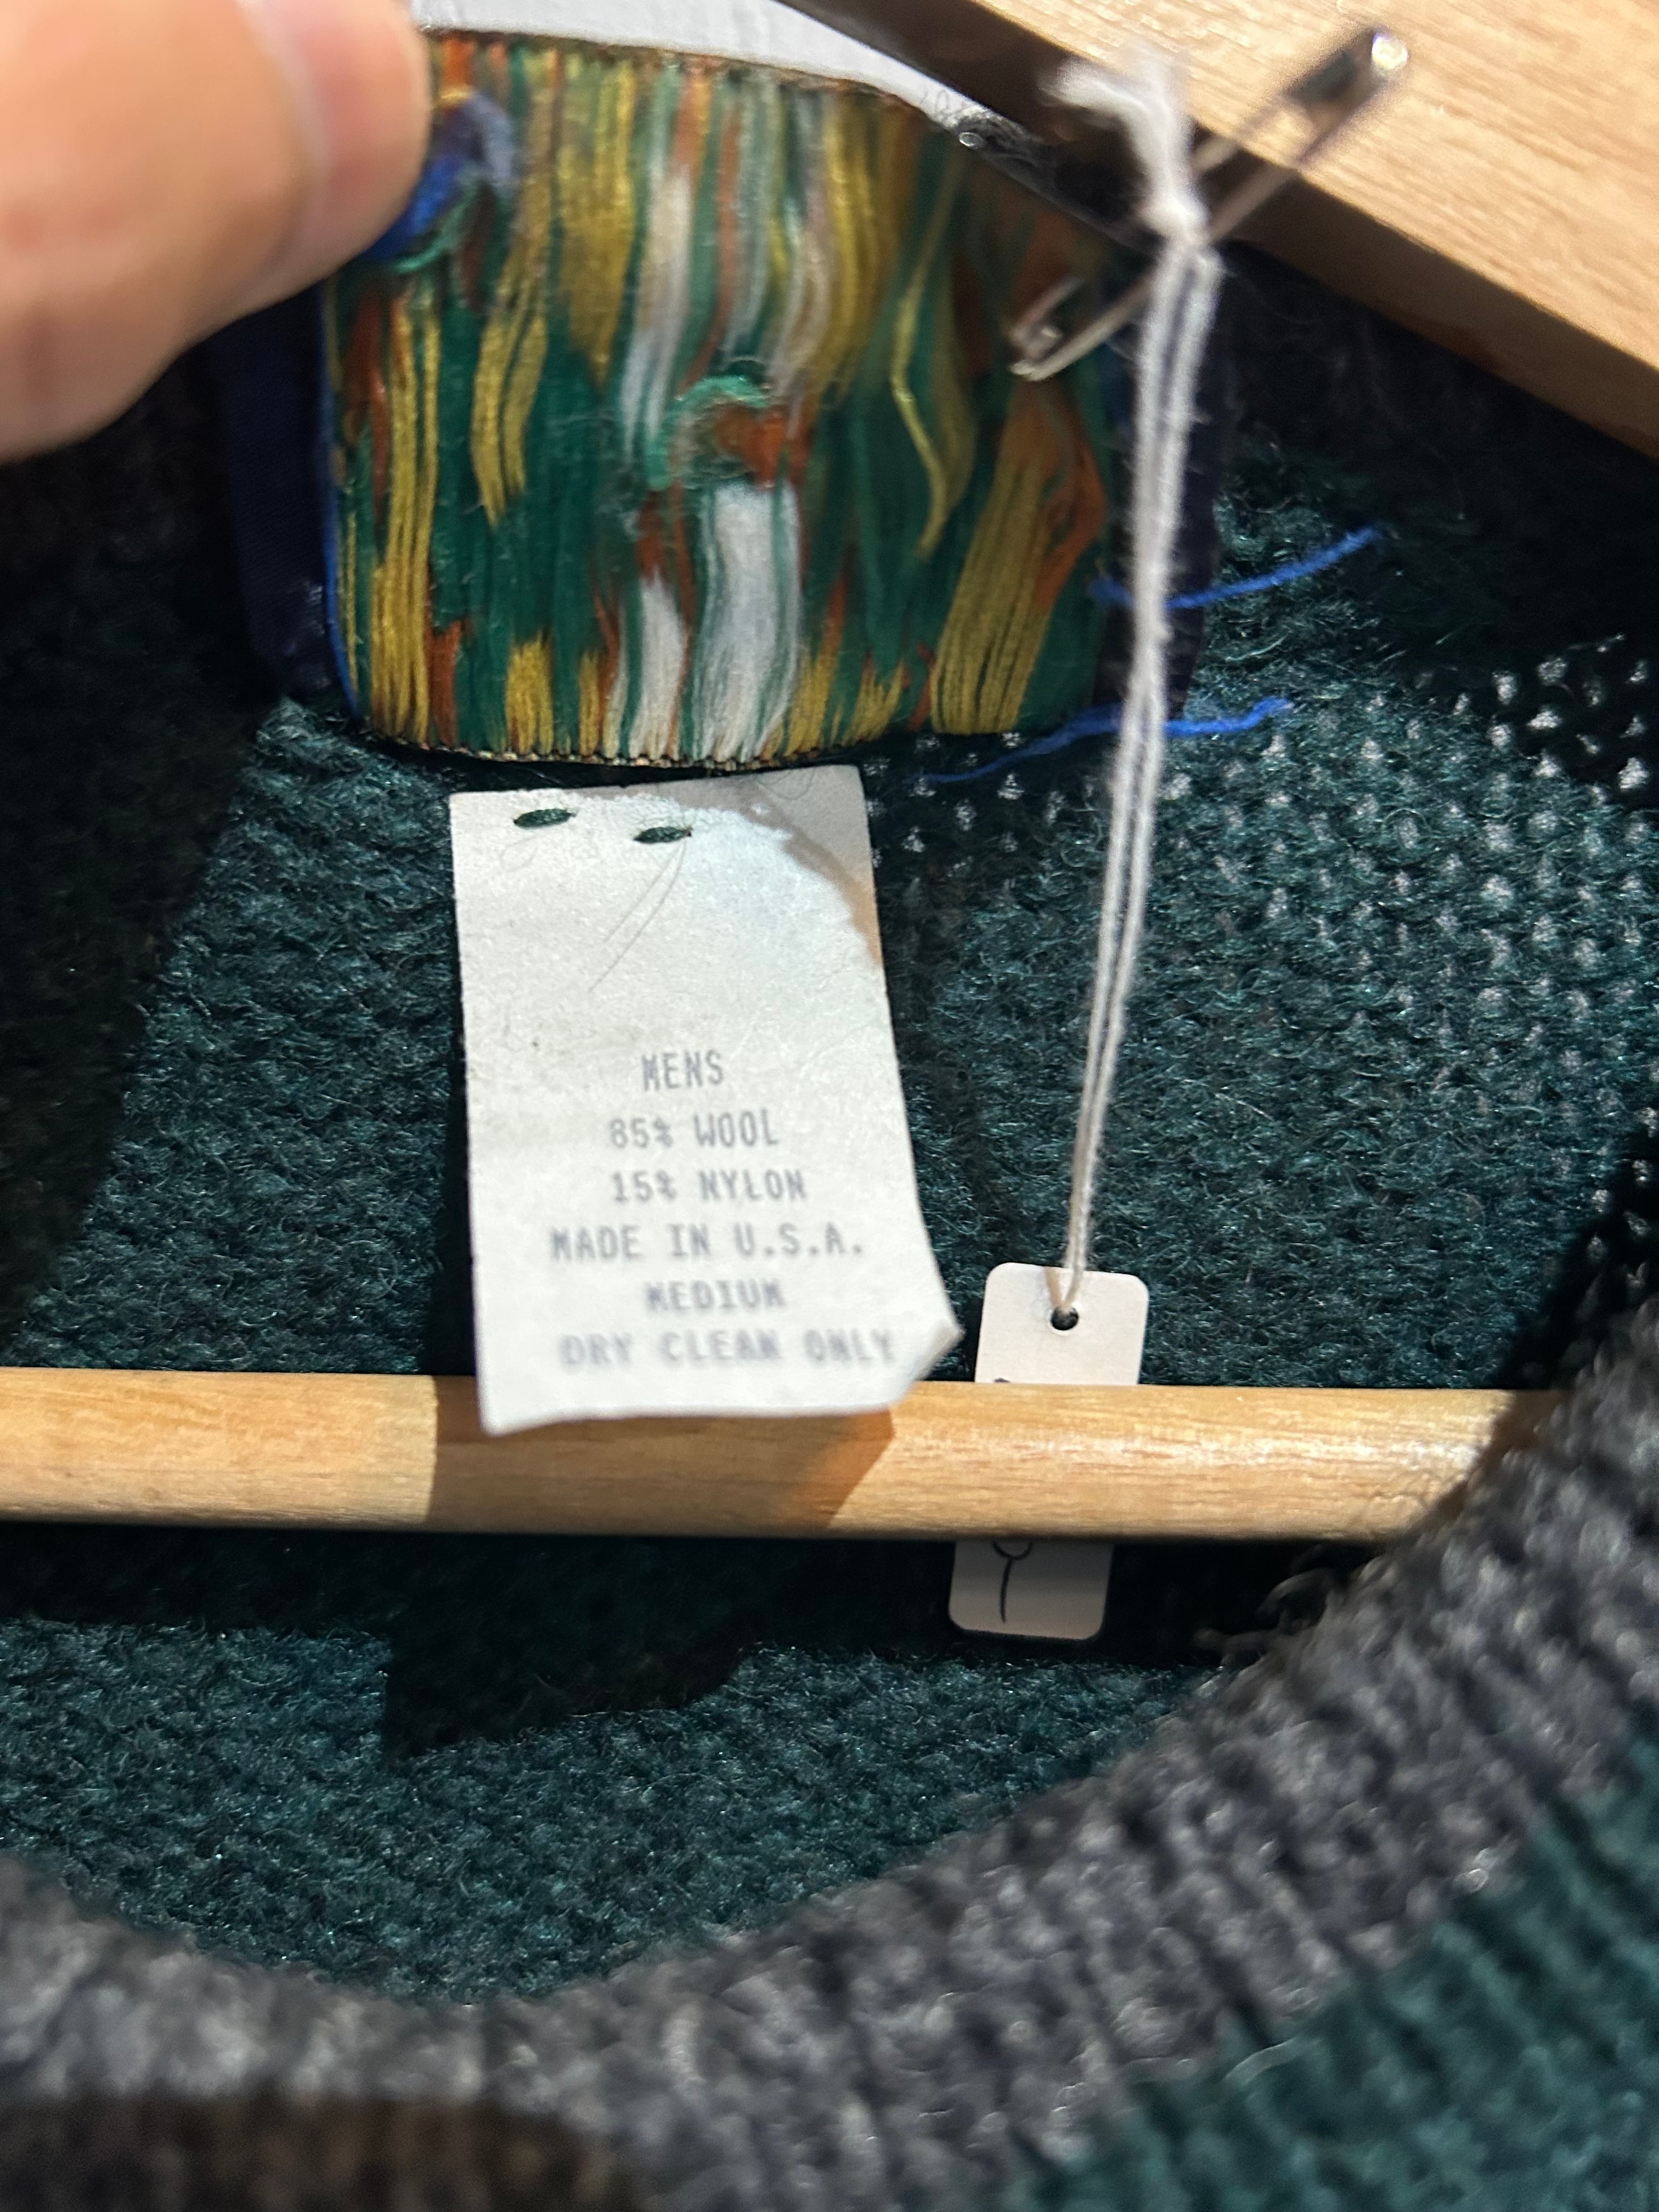 MENS
85% WOOL
15% NYLON
MADE IN U.S.A.
MEDIUM
DRY CLEAN ONLY